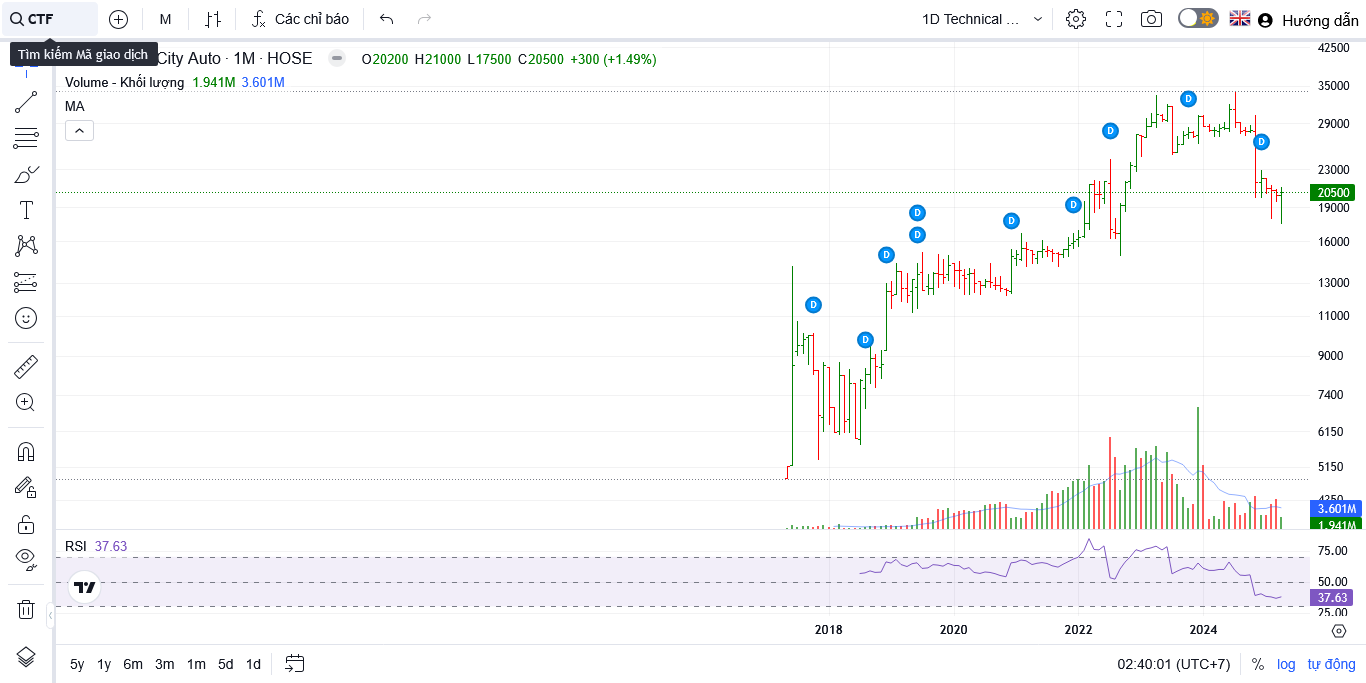 CTF M Các chỉ báo 1D Technical ... Hướng dẫn
Tìm kiếm Mã giao dịch
City Auto · 1M · HOSE O20200 H21000 L17500 C20500 +300 (+1.49%)
Volume - Khối lượng 1.941M 3.601M
MA
42500
35000
29000
23000
20500
19000
16000
13000
11000
9000
7400
6150
5150
4250
3.601M
1.941M
D
D
D
D
D
D
D
D
D
D
RSI 37.63
75.00
50.00
37.63
25.00
2018 2020 2022 2024
5y 1y 6m 3m 1m 5d 1d 02:40:01 (UTC+7) % log tự động